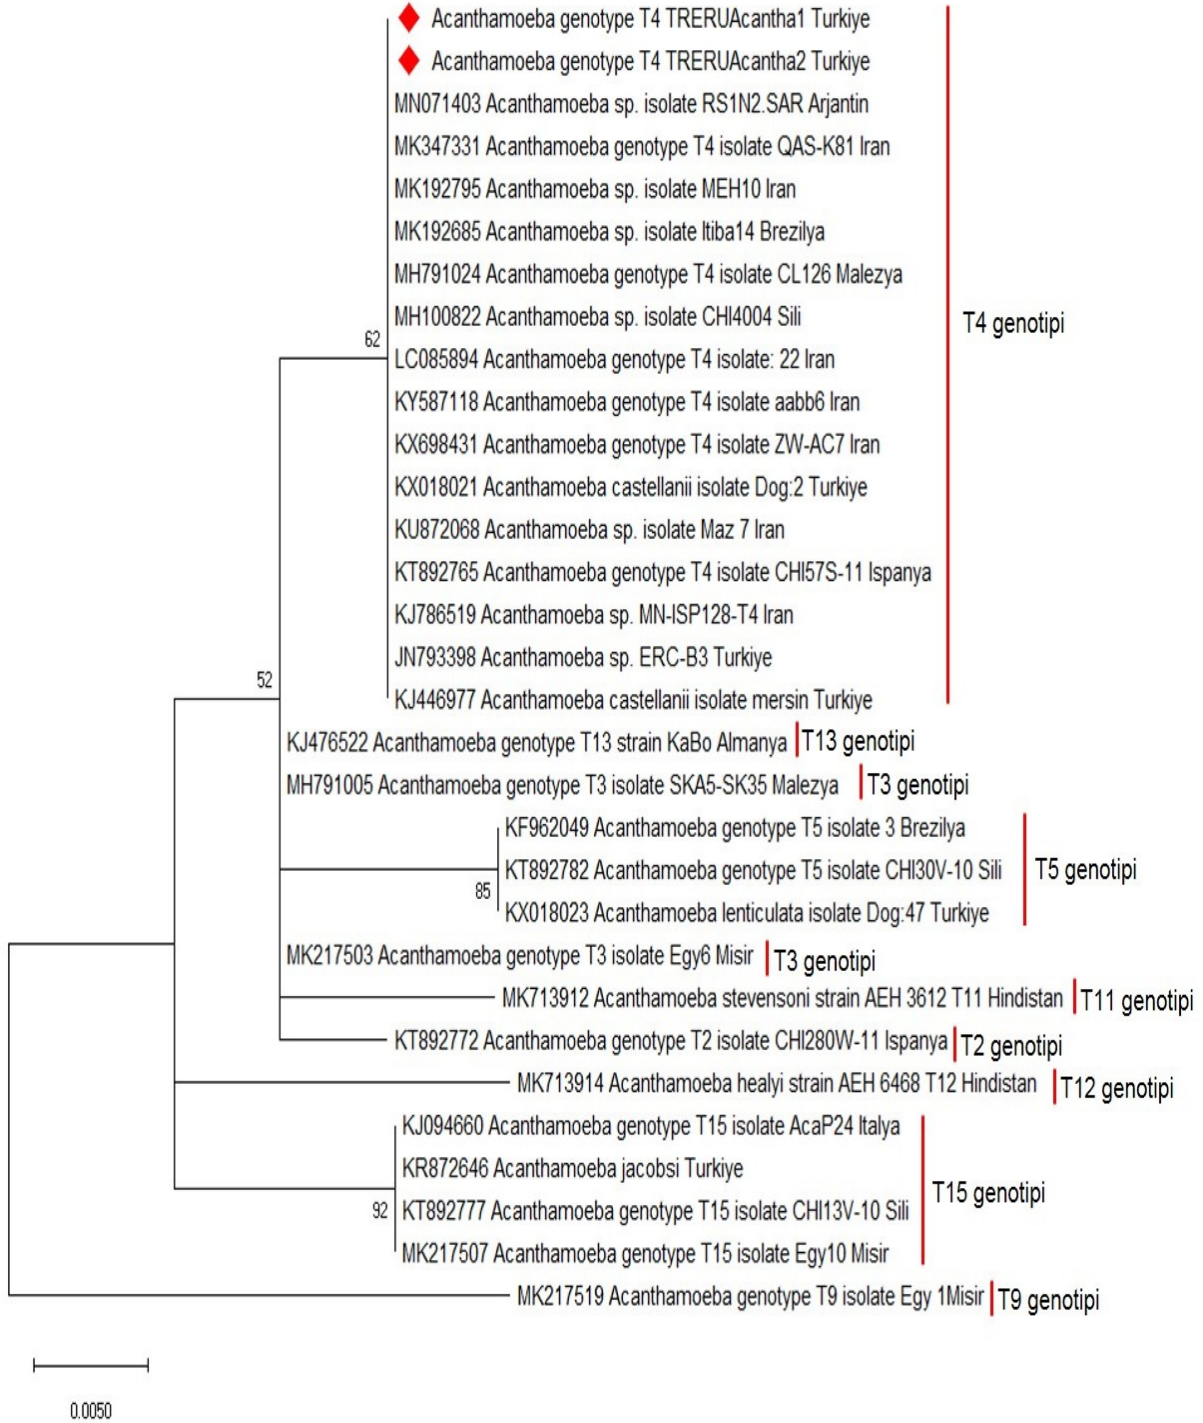 Acanthamoeba genotype T4 TRERUAcantha1 Turkiye
Acanthamoeba genotype T4 TRERUAcantha2 Turkiye
MN071403 Acanthamoeba sp. isolate RS1N2.SAR Arjantin
MK347331 Acanthamoeba genotype T4 isolate QAS-K81 Iran
MK192795 Acanthamoeba sp. isolate MEH10 Iran
MK192685 Acanthamoeba sp. isolate Itiba14 Brezilya
MH791024 Acanthamoeba genotype T4 isolate CL126 Malezya
MH100822 Acanthamoeba sp. isolate CHI4004 Sili
T4 genotipi
62
LC085894 Acanthamoeba genotype T4 isolate: 22 Iran
KY587118 Acanthamoeba genotype T4 isolate aabb6 Iran
KX698431 Acanthamoeba genotype T4 isolate ZW-AC7 Iran
KX018021 Acanthamoeba castellanii isolate Dog:2 Turkiye
KU872068 Acanthamoeba sp. isolate Maz 7 Iran
KT892765 Acanthamoeba genotype T4 isolate CHI57S-11 Ispanya
KJ786519 Acanthamoeba sp. MN-ISP128-T4 Iran
JN793398 Acanthamoeba sp. ERC-B3 Turkiye
52
KJ446977 Acanthamoeba castellanii isolate mersin Turkiye
KJ476522 Acanthamoeba genotype T13 strain KaBo Almanya T13 genotipi
MH791005 Acanthamoeba genotype T3 isolate SKA5-SK35 Malezya T3 genotipi
KF962049 Acanthamoeba genotype T5 isolate 3 Brezilya
KT892782 Acanthamoeba genotype T5 isolate CHI30V-10 Sili T5 genotipi
85
KX018023 Acanthamoeba lenticulata isolate Dog:47 Turkiye
MK217503 Acanthamoeba genotype T3 isolate Egy6 Misir T3 genotipi
MK713912 Acanthamoeba stevensoni strain AEH 3612 T11 Hindistan T11 genotipi
KT892772 Acanthamoeba genotype T2 isolate CHI280W-11 Ispanya T2 genotipi
MK713914 Acanthamoeba healyi strain AEH 6468 T12 Hindistan T12 genotipi
KJ094660 Acanthamoeba genotype T15 isolate AcaP24 Italya
KR872646 Acanthamoeba jacobsi Turkiye
T15 genotipi
92
KT892777 Acanthamoeba genotype T15 isolate CHI13V-10 Sili
MK217507 Acanthamoeba genotype T15 isolate Egy10 Misir
MK217519 Acanthamoeba genotype T9 isolate Egy 1Misir T9 genotipi
0.0050